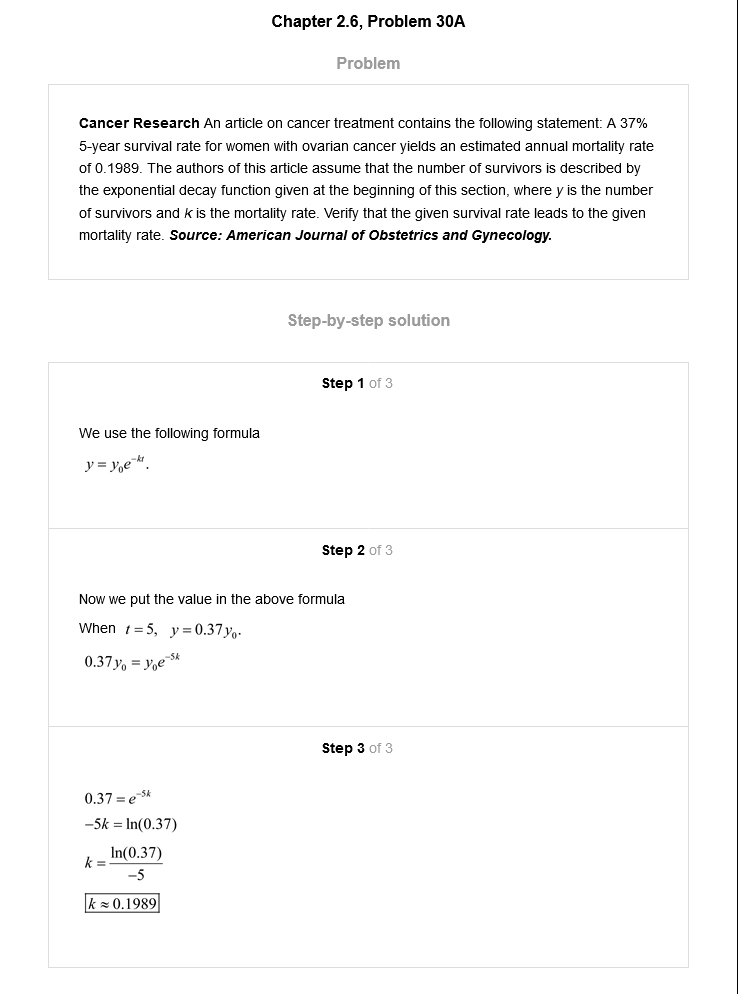 Chapter 2.6, Problem 30A
Problem
Cancer Research An article on cancer treatment contains the following statement: A 37%
5-year survival rate for women with ovarian cancer yields an estimated annual mortality rate
of 0.1989. The authors of this article assume that the number of survivors is described by
the exponential decay function given at the beginning of this section, where y is the number
of survivors and k is the mortality rate. Verify that the given survival rate leads to the given
mortality rate. Source: American Journal of Obstetrics and Gynecology.
Step-by-step solution
Step 1 of 3
We use the following formula
y = y₀e^(−kt).
Step 2 of 3
Now we put the value in the above formula
When t = 5, y = 0.37y₀.
0.37y₀ = y₀e^(−5k)
Step 3 of 3
0.37 = e^(−5k)
−5k = ln(0.37)
k = ln(0.37)/−5
k ≈ 0.1989